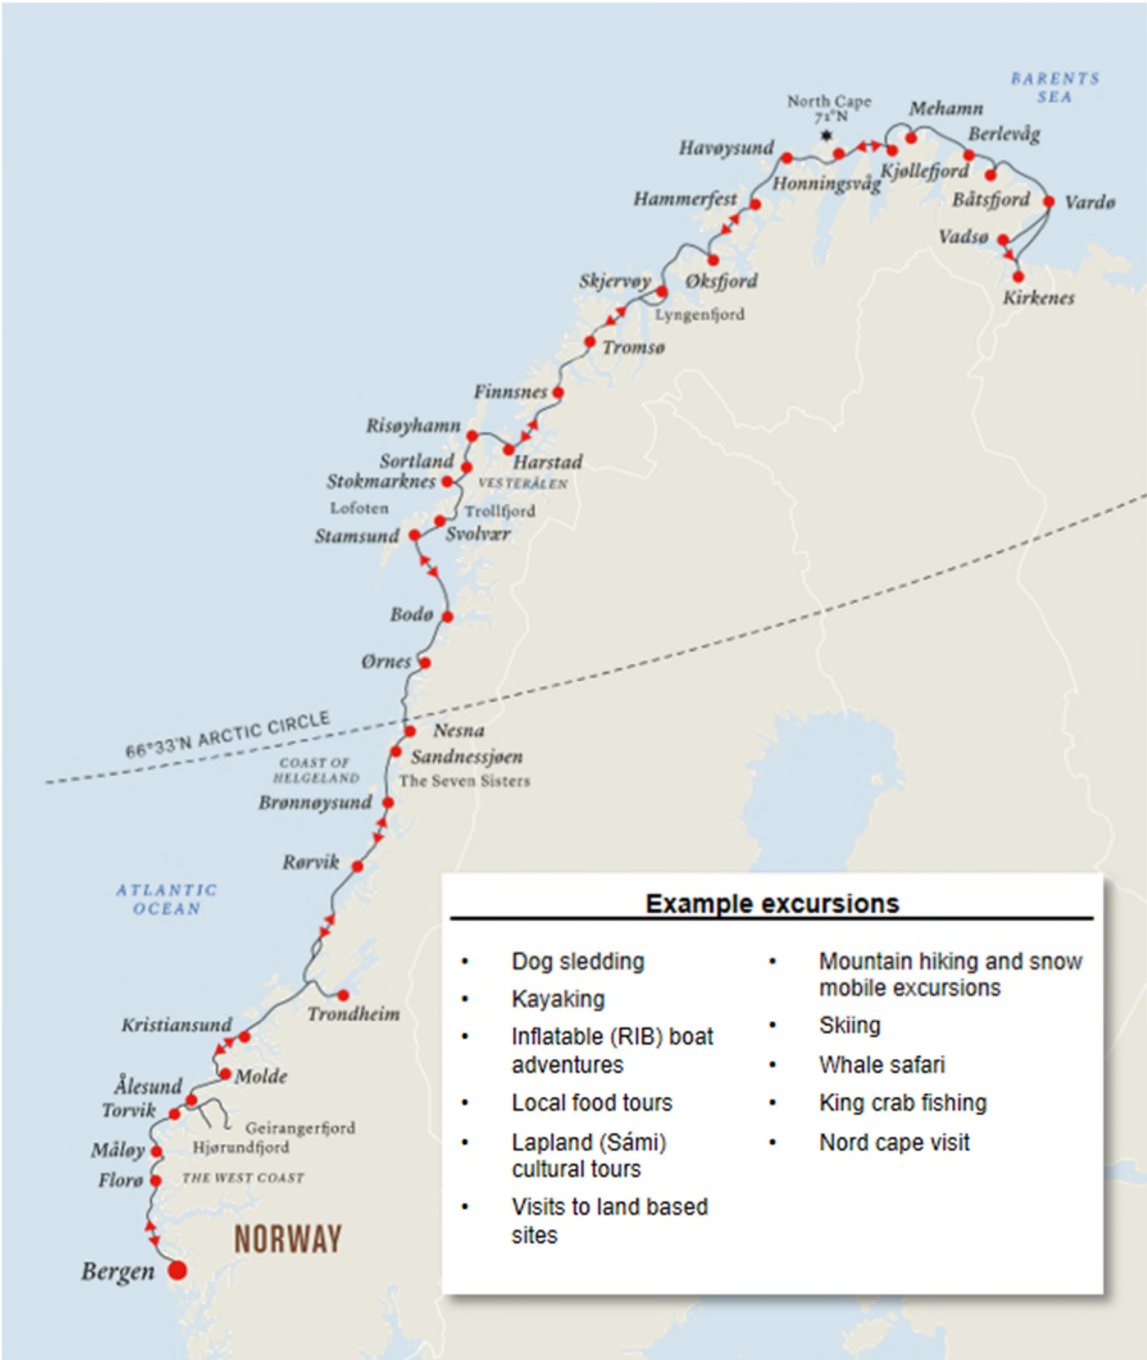 BARENTS
SEA
North Cape
71°N
Mehamn
Berlevåg
Havøysund
Honningsvåg
Kjøllefjord
Hammerfest
Båtsfjord
Vardø
Vadsø
Kirkenes
Skjervøy
Øksfjord
Lyngenfjord
Tromsø
Finnsnes
Risøyhamn
Harstad
Sortland
Stokmarknes
VESTERÅLEN
Lofoten
Trollfjord
Stamsund
Svolvær
Bodø
Ørnes
66°33'N ARCTIC CIRCLE
Nesna
Sandnessjøen
COAST OF
HELGELAND
The Seven Sisters
Brønnøysund
Rørvik
ATLANTIC
OCEAN
Trondheim
Kristiansund
Molde
Ålesund
Torvik
Geirangerfjord
Hjørundfjord
Måløy
Florø
THE WEST COAST
NORWAY
Bergen
Example excursions
• Dog sledding
• Kayaking
• Inflatable (RIB) boat
adventures
• Local food tours
• Lapland (Sámi)
cultural tours
• Visits to land based
sites
• Mountain hiking and snow
mobile excursions
• Skiing
• Whale safari
• King crab fishing
• Nord cape visit